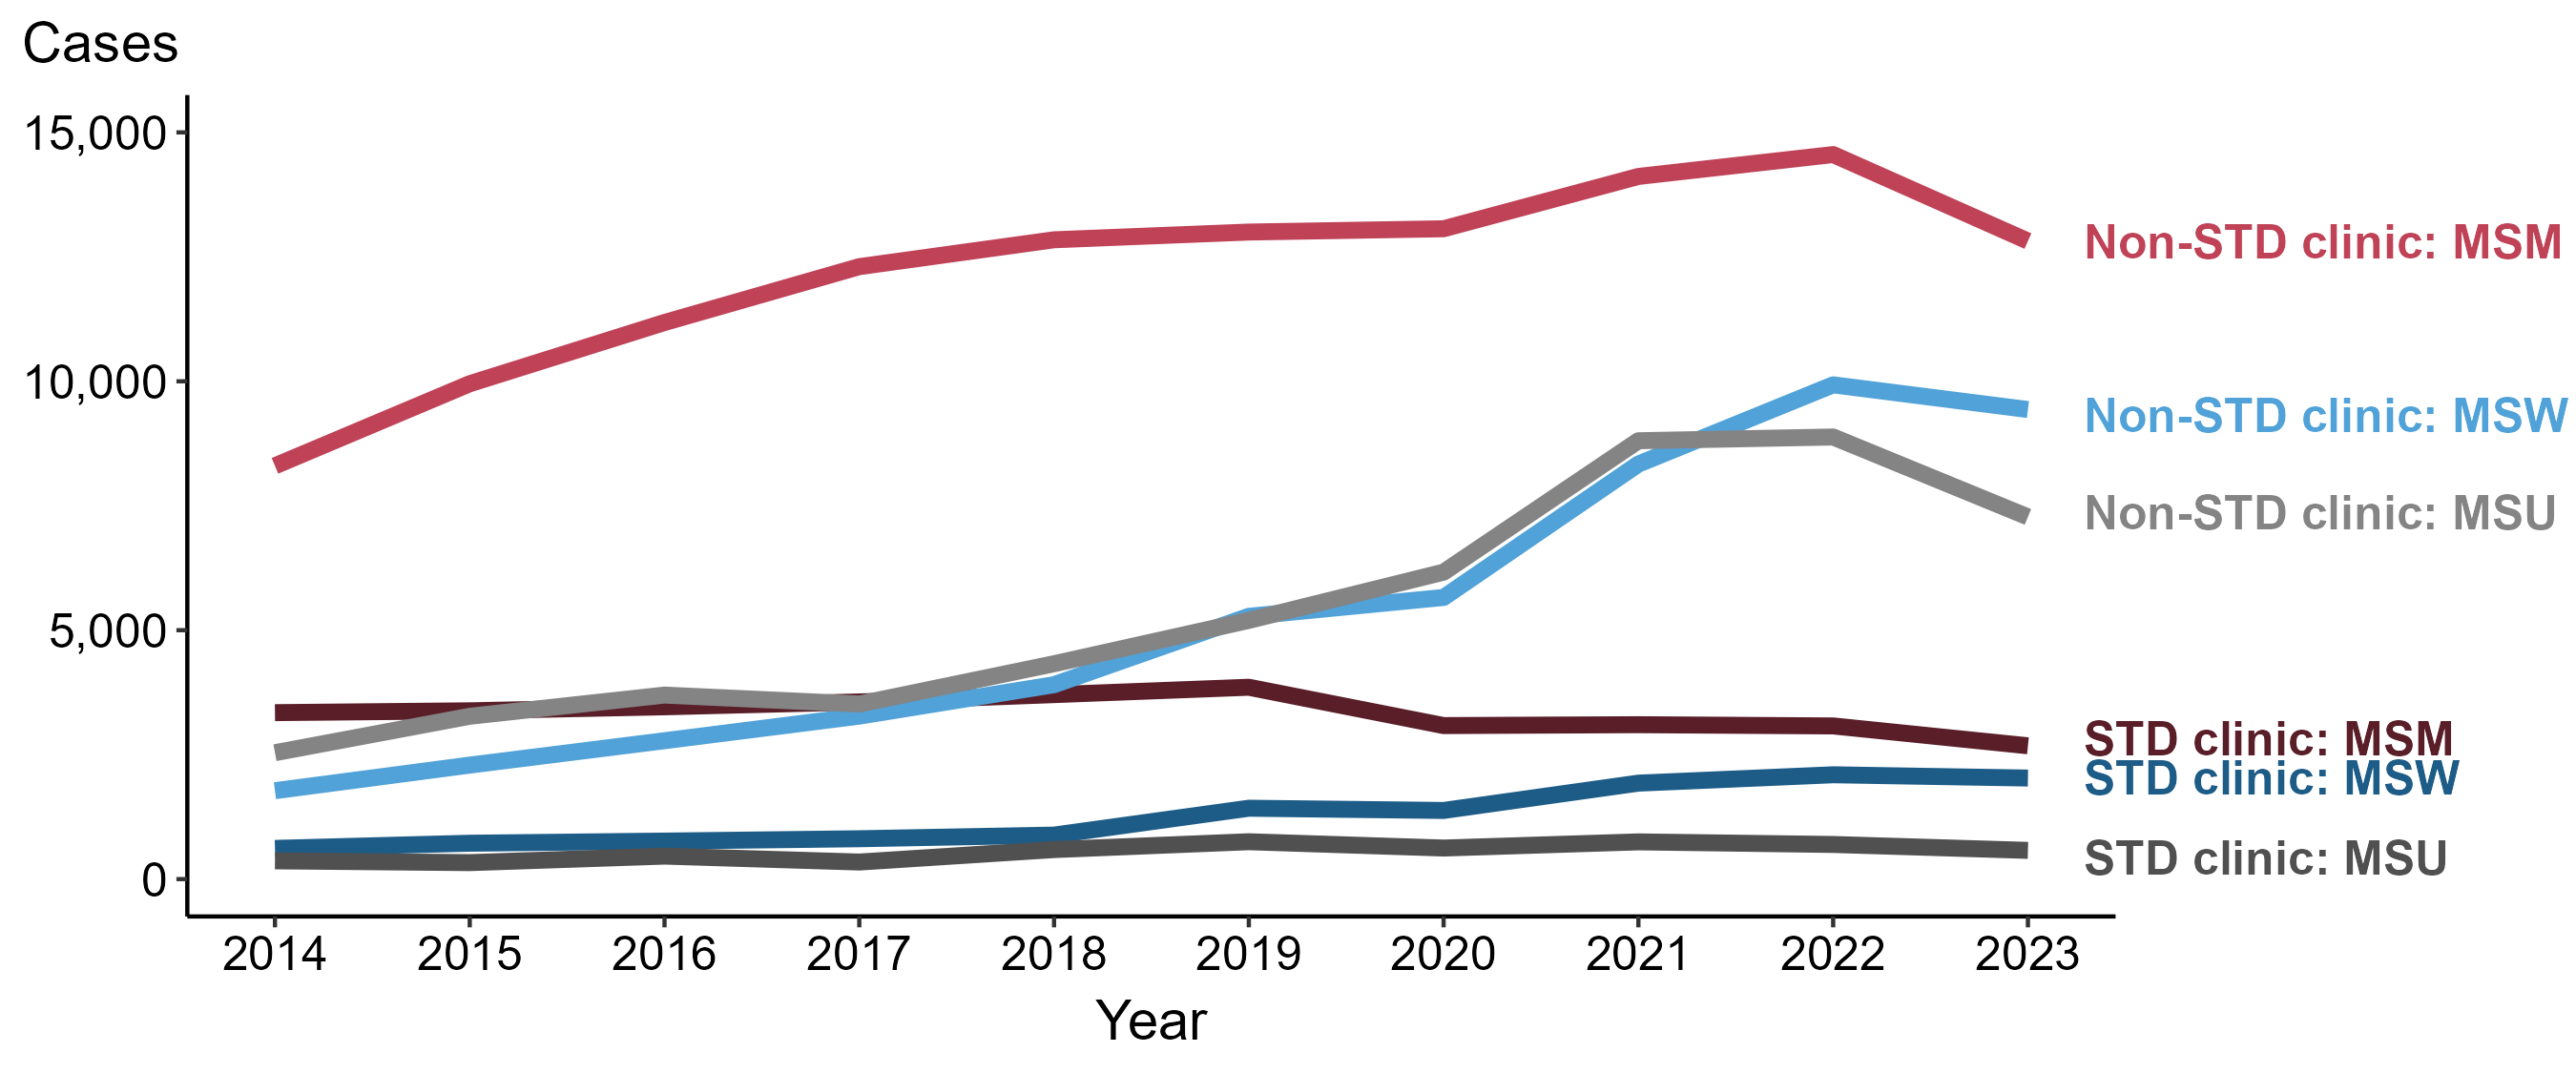 Cases
15,000
10,000
5,000
0
Non-STD clinic: MSM
Non-STD clinic: MSW
Non-STD clinic: MSU
STD clinic: MSM
STD clinic: MSW
STD clinic: MSU
2014 2015 2016 2017 2018 2019 2020 2021 2022 2023
Year